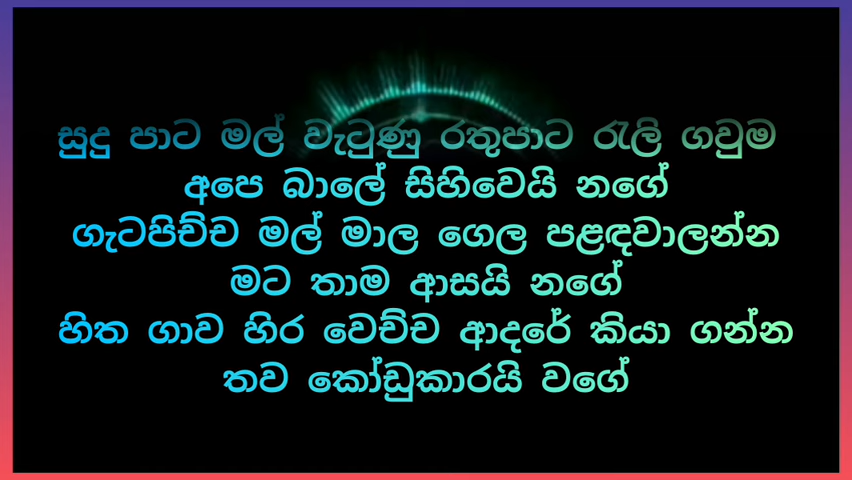 සුදු පාට මල් වැටුණු රතුපාට රැලි ගවුම
අපෙ බාලේ සිහිවෙයි නගේ
ගැටපිච්ච මල් මාල ගෙල පළඳවාලන්න
මට තාම ආසයි නගේ
හිත ගාව හිර වෙච්ච ආදරේ කියා ගන්න
තව කෝඩුකාරයි වගේ